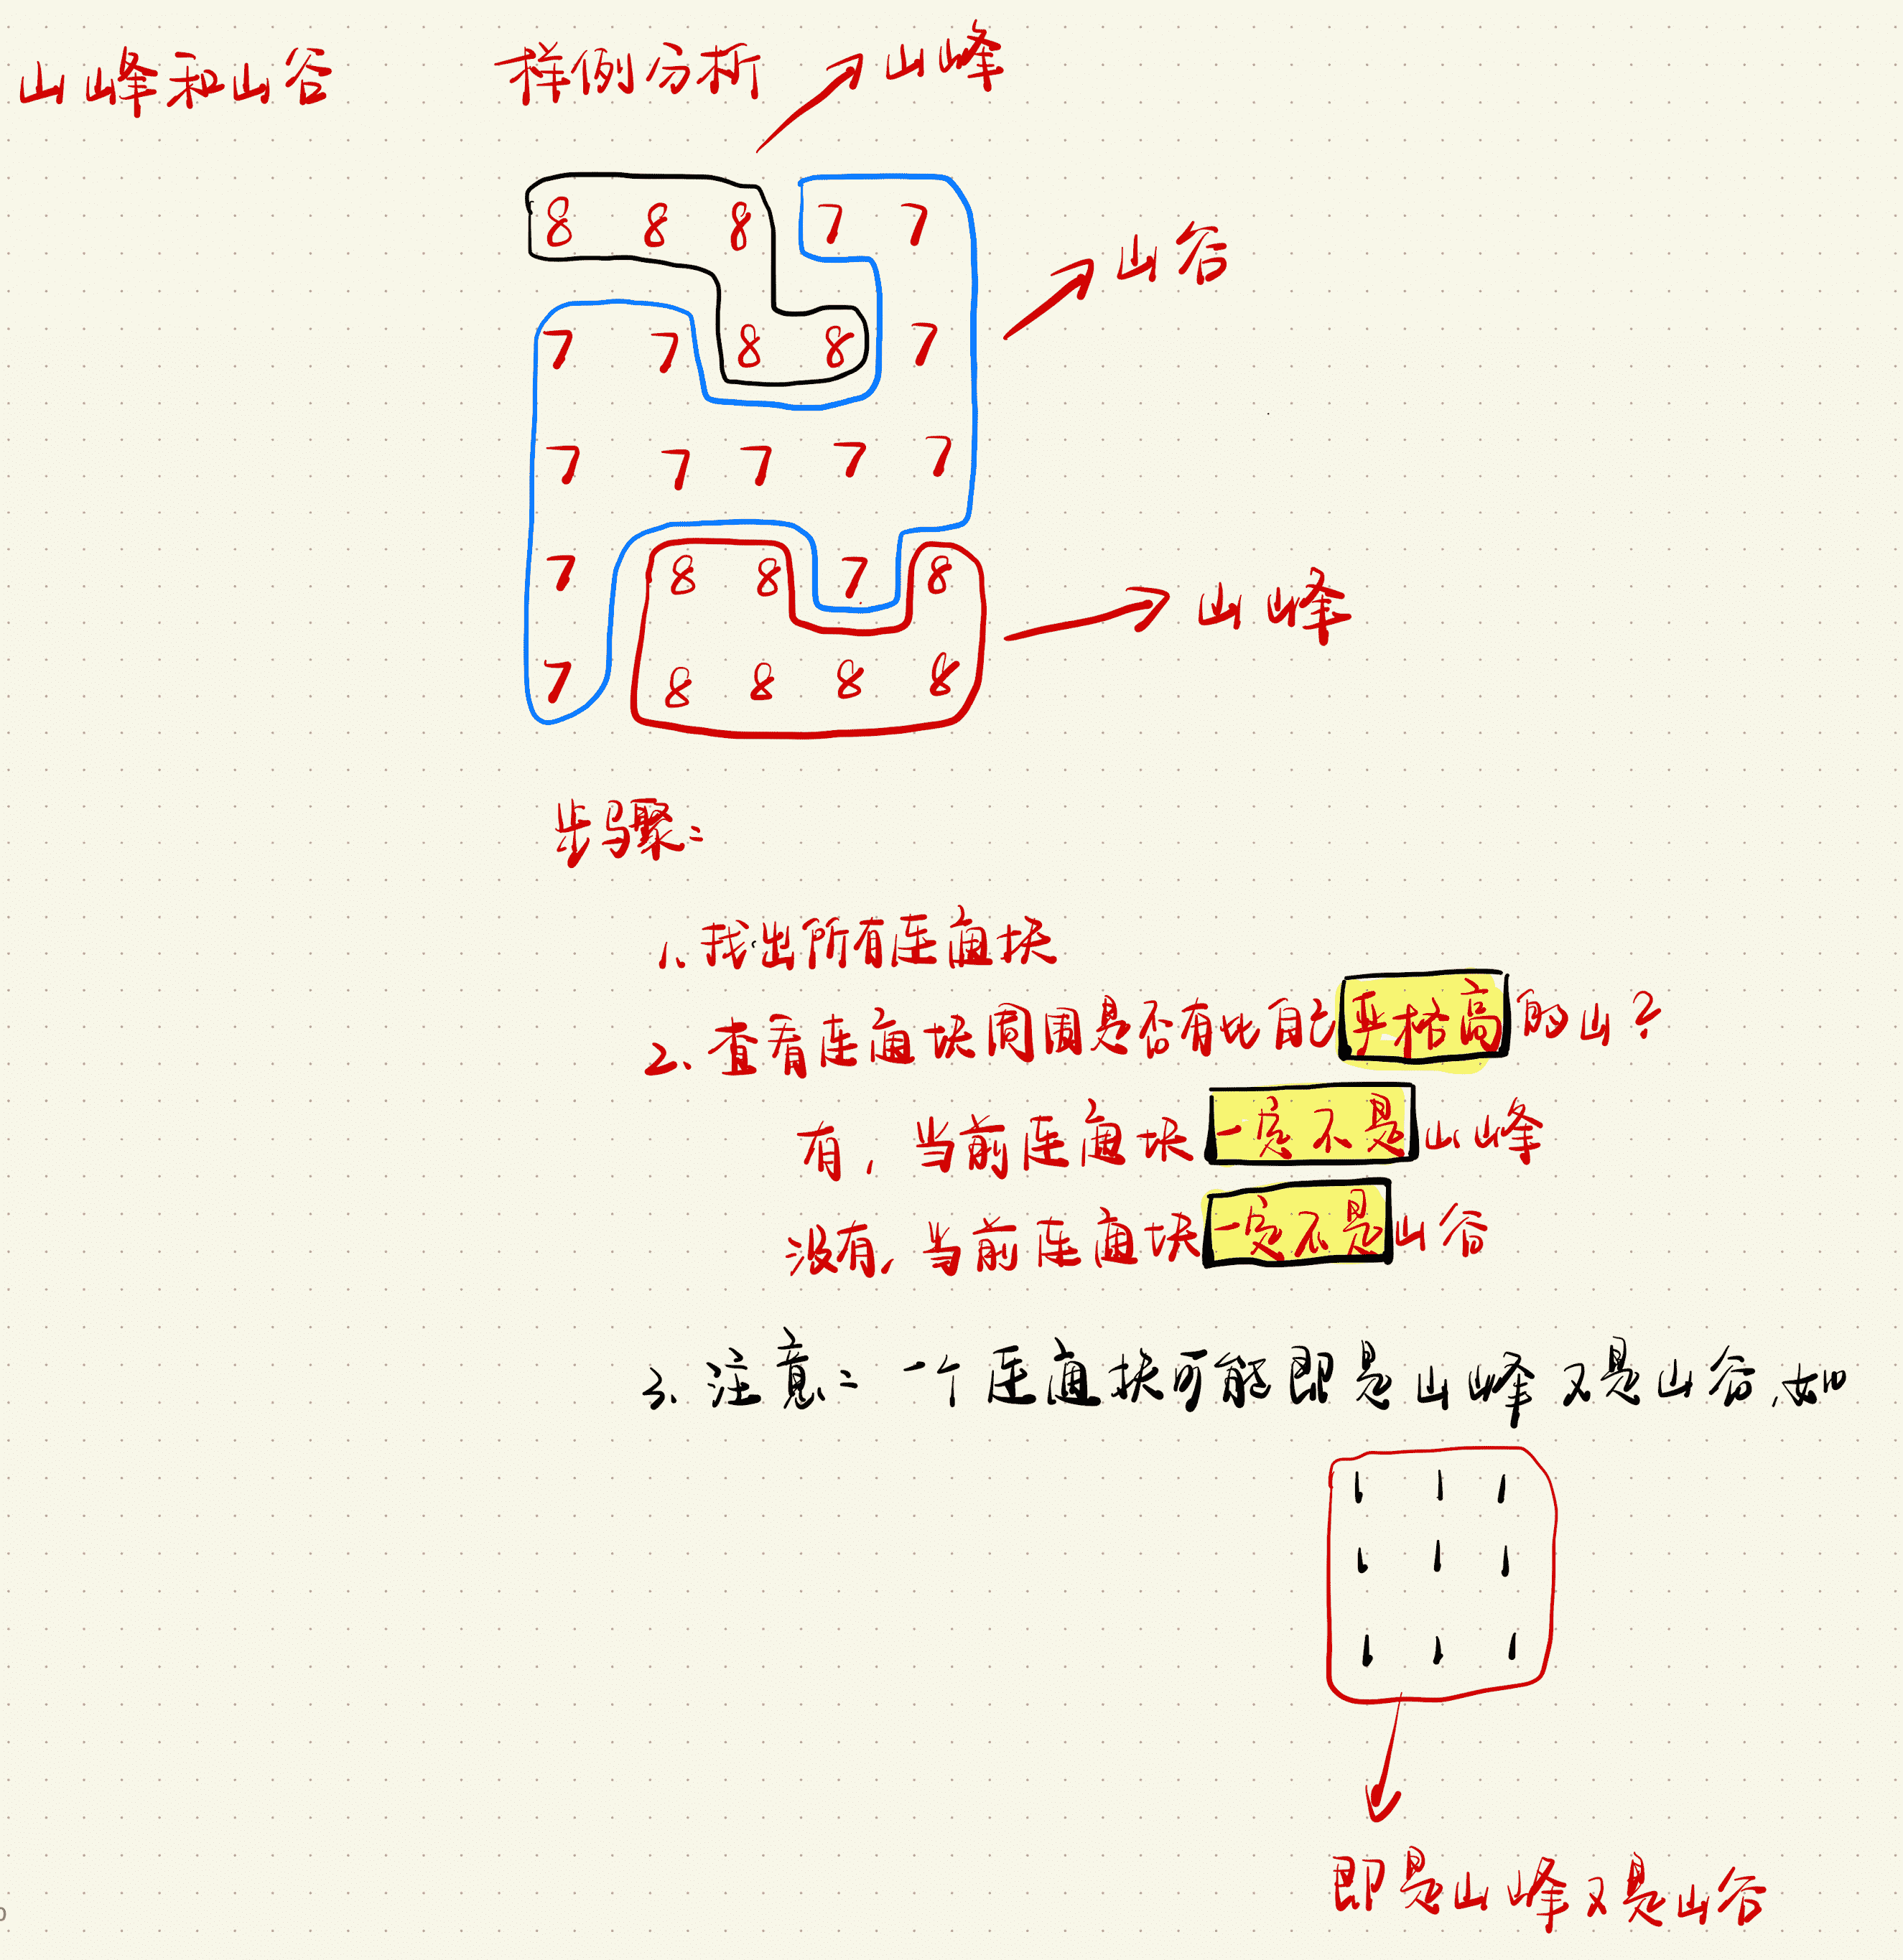 山峰和山谷
样例分析
山峰
8 8 8 7 7
山谷
7 7 8 8 7
7 7 7 7 7
7 8 8 7 8
山峰
7 8 8 8 8
步骤:
1、找出所有连通块
2、查看连通块周围是否有比自己严格高的山?
有,当前连通块一定不是山峰
没有,当前连通块一定不是山谷
3、注意:一个连通块可能即是山峰又是山谷,如
1 1 1
1 1 1
1 1 1
即是山峰又是山谷